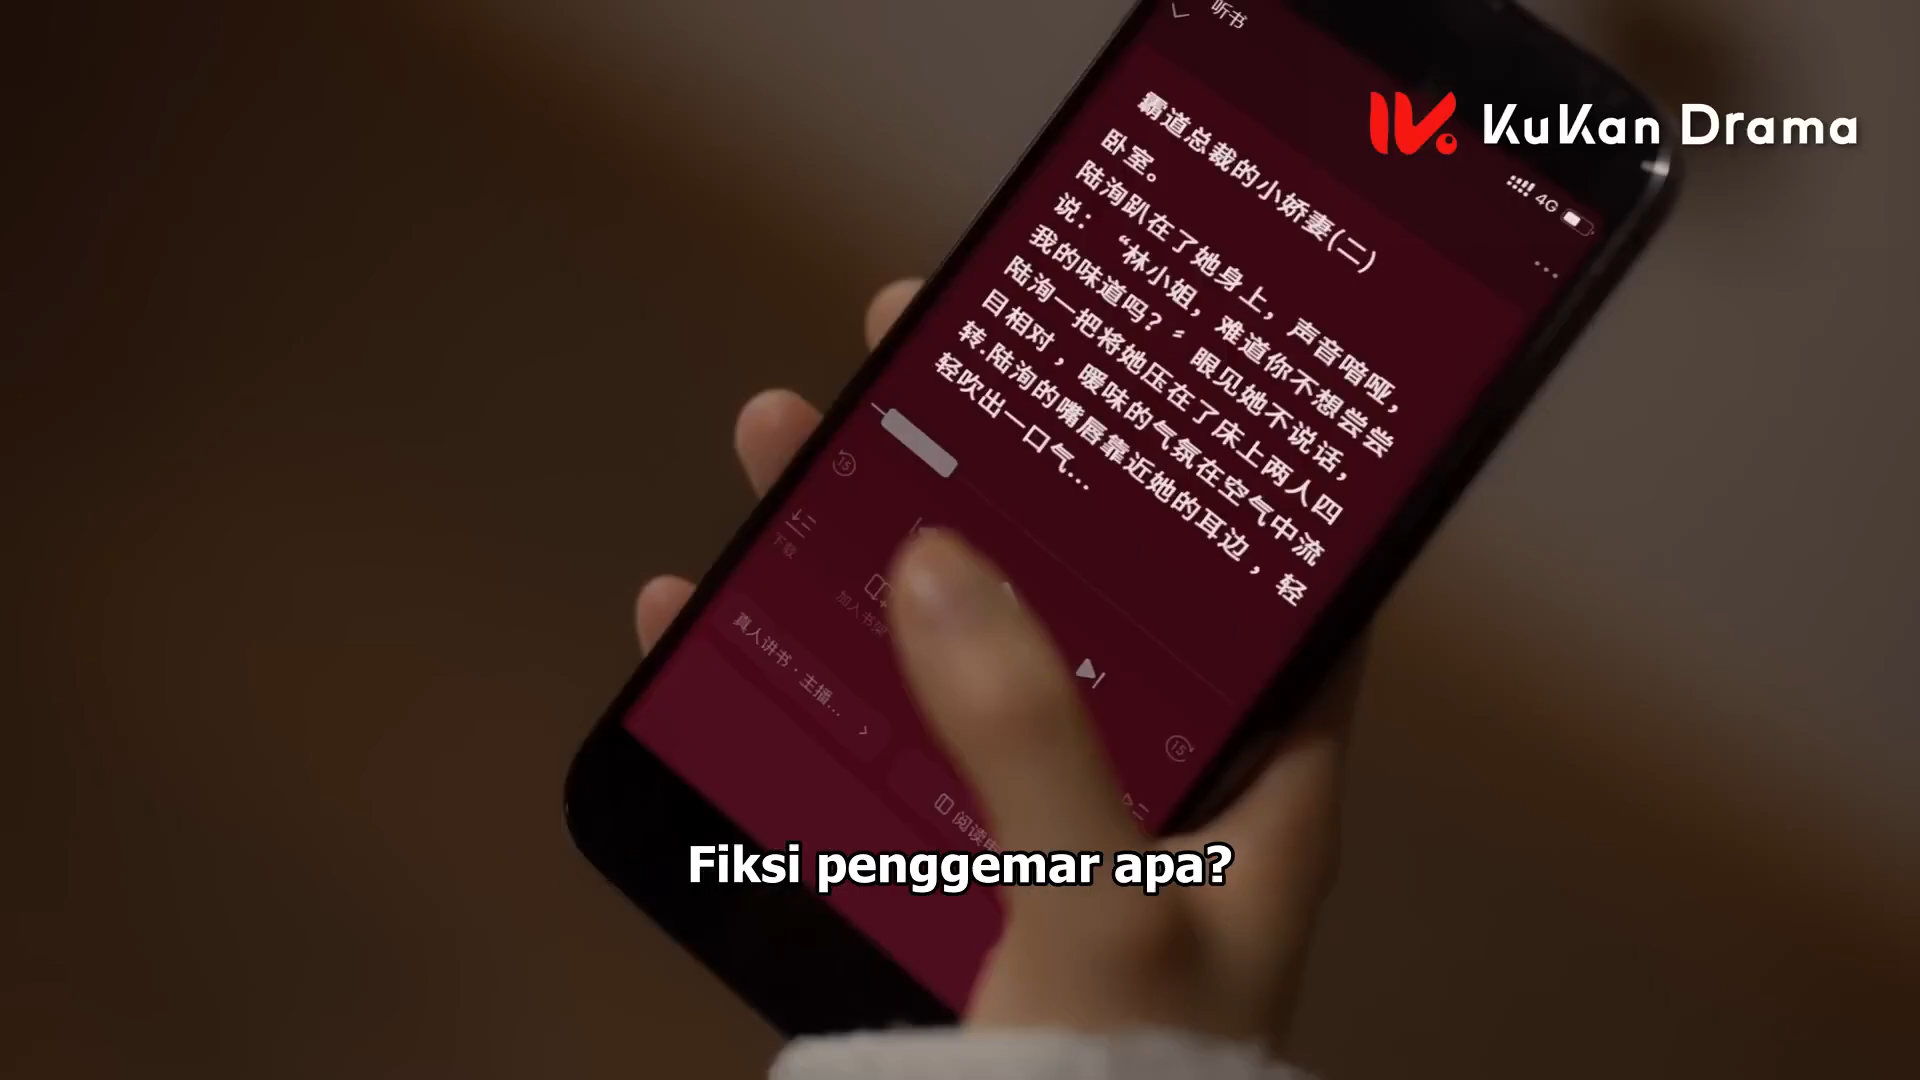 听书
KuKan Drama
4G
霸道总裁的小娇妻(二)
卧室。
陆洵趴在了她身上，声音喑哑，
说：“林小姐，难道你不想尝尝
我的味道吗？〞眼见她不说话，
陆洵一把将她压在了床上两人四
目相对，暧味的气氛在空气中流
转.陆洵的嘴唇靠近她的耳边，轻
轻吹出一口气...
15
下载
加入书架
15
真人讲书·主播...
阅读
Fiksi penggemar apa?